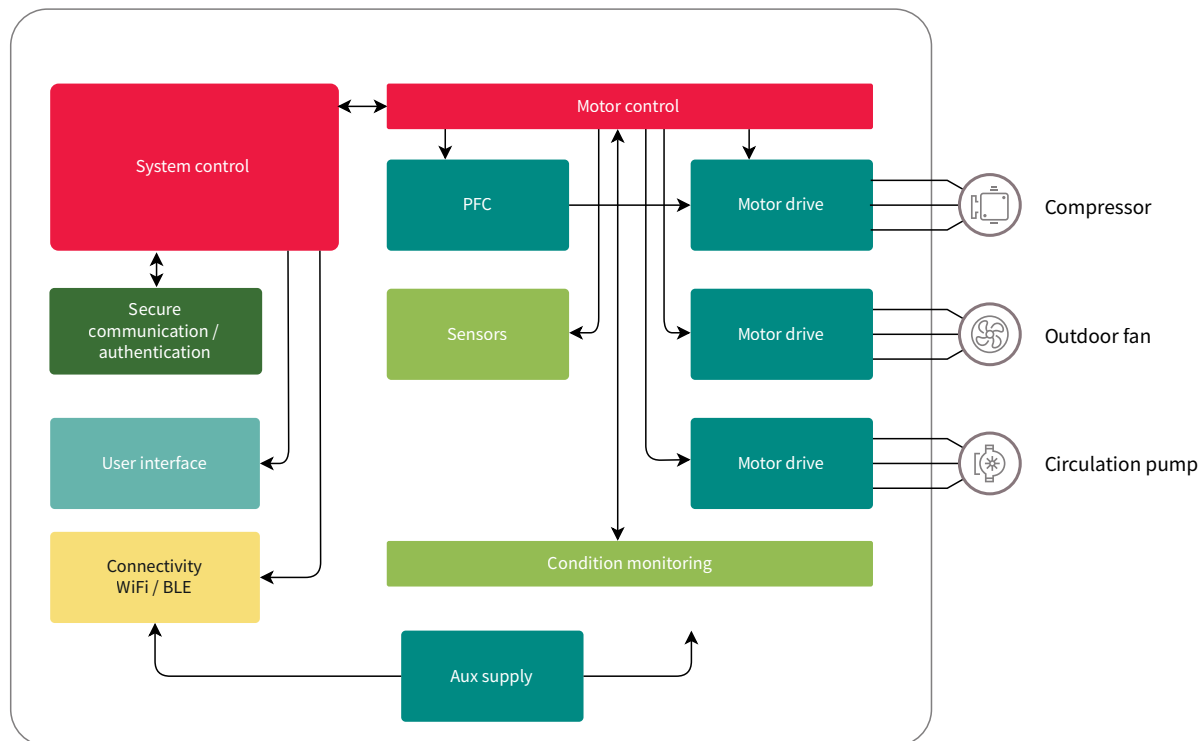 System control
Motor control
PFC
Motor drive
Compressor
Secure
communication /
authentication
Sensors
Motor drive
Outdoor fan
User interface
Motor drive
Circulation pump
Connectivity
WiFi / BLE
Condition monitoring
Aux supply